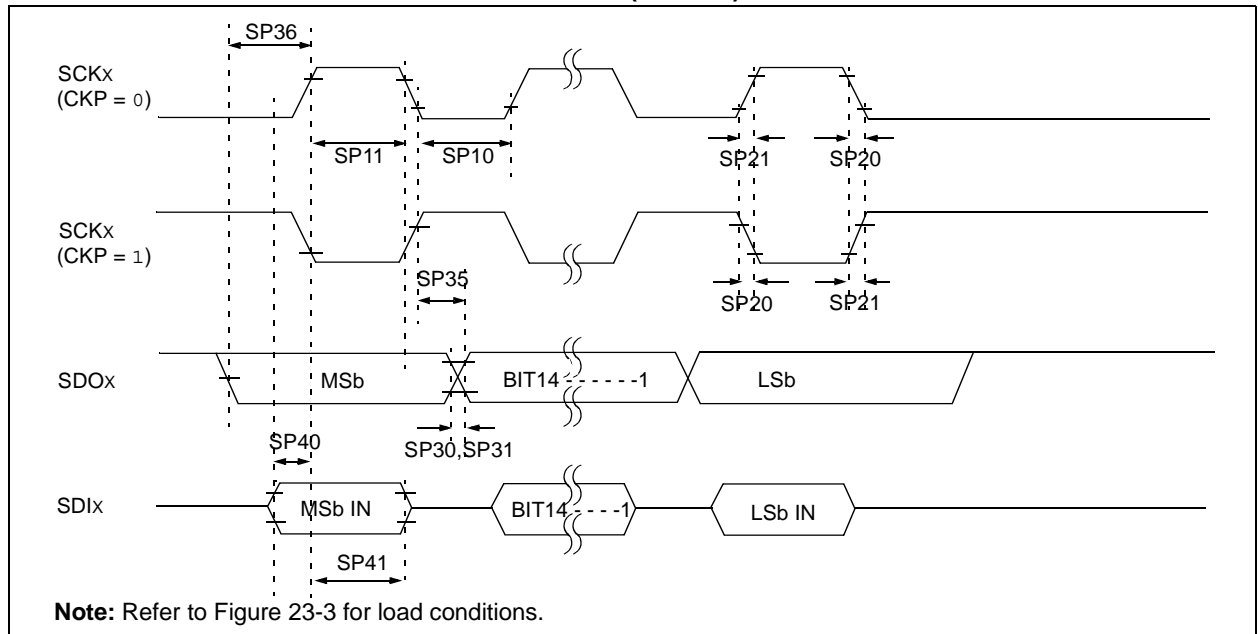 SP36
SCKX
(CKP = 0)
SP11
SP10
SP21
SP20
SCKX
(CKP = 1)
SP35
SP20
SP21
SDOX
MSb
BIT14 - - - - - -1
LSb
SP40
SP30,SP31
SDIX
MSb IN
BIT14 - - - -1
LSb IN
SP41
Note: Refer to Figure 23-3 for load conditions.